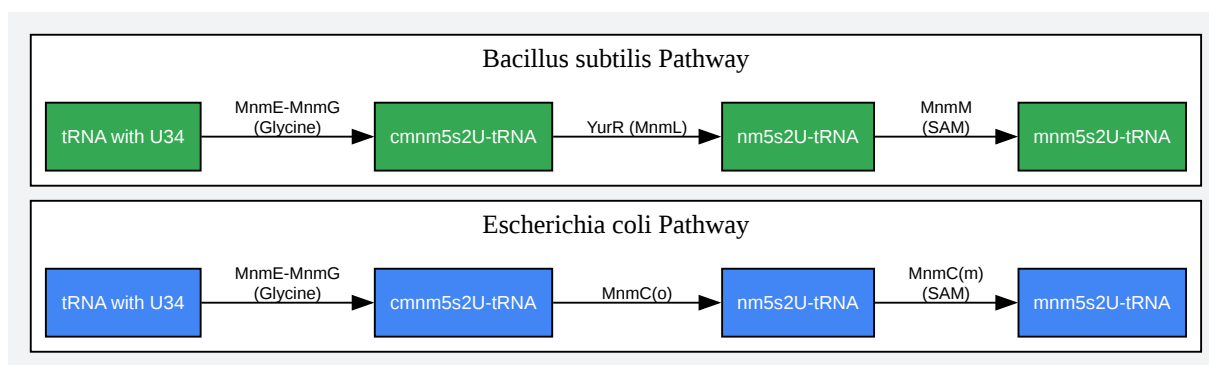 Bacillus subtilis Pathway
MnmE-MnmG
(Glycine)
MnmM
(SAM)
tRNA with U34
cmnm5s2U-tRNA
YurR (MnmL)
nm5s2U-tRNA
mnm5s2U-tRNA
Escherichia coli Pathway
MnmE-MnmG
(Glycine)
MnmC(m)
(SAM)
tRNA with U34
cmnm5s2U-tRNA
MnmC(o)
nm5s2U-tRNA
mnm5s2U-tRNA